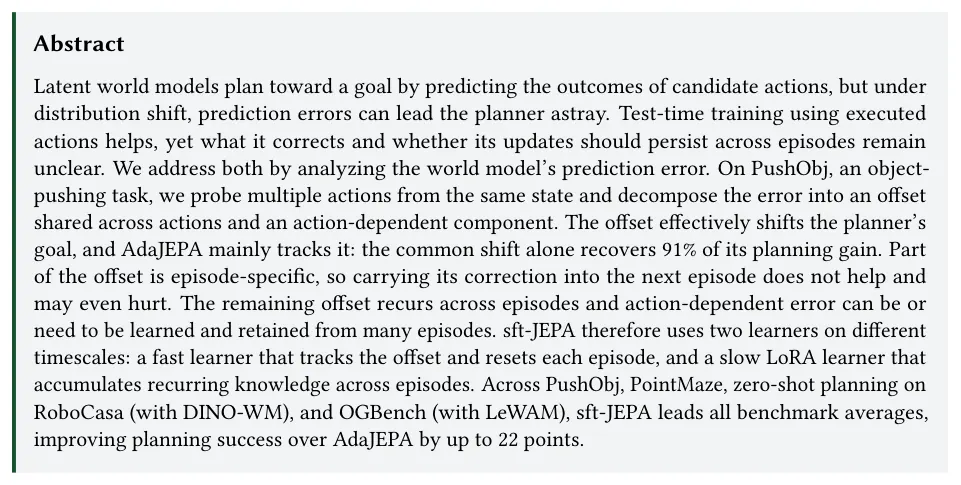 Abstract
Latent world models plan toward a goal by predicting the outcomes of candidate actions, but under
distribution shift, prediction errors can lead the planner astray. Test-time training using executed
actions helps, yet what it corrects and whether its updates should persist across episodes remain
unclear. We address both by analyzing the world model's prediction error. On PushObj, an object-
pushing task, we probe multiple actions from the same state and decompose the error into an offset
shared across actions and an action-dependent component. The offset effectively shifts the planner's
goal, and AdaJEPA mainly tracks it: the common shift alone recovers 91% of its planning gain. Part
of the offset is episode-specific, so carrying its correction into the next episode does not help and
may even hurt. The remaining offset recurs across episodes and action-dependent error can be or
need to be learned and retained from many episodes. sft-JEPA therefore uses two learners on different
timescales: a fast learner that tracks the offset and resets each episode, and a slow LoRA learner that
accumulates recurring knowledge across episodes. Across PushObj, PointMaze, zero-shot planning on
RoboCasa (with DINO-WM), and OGBench (with LeWAM), sft-JEPA leads all benchmark averages,
improving planning success over AdaJEPA by up to 22 points.